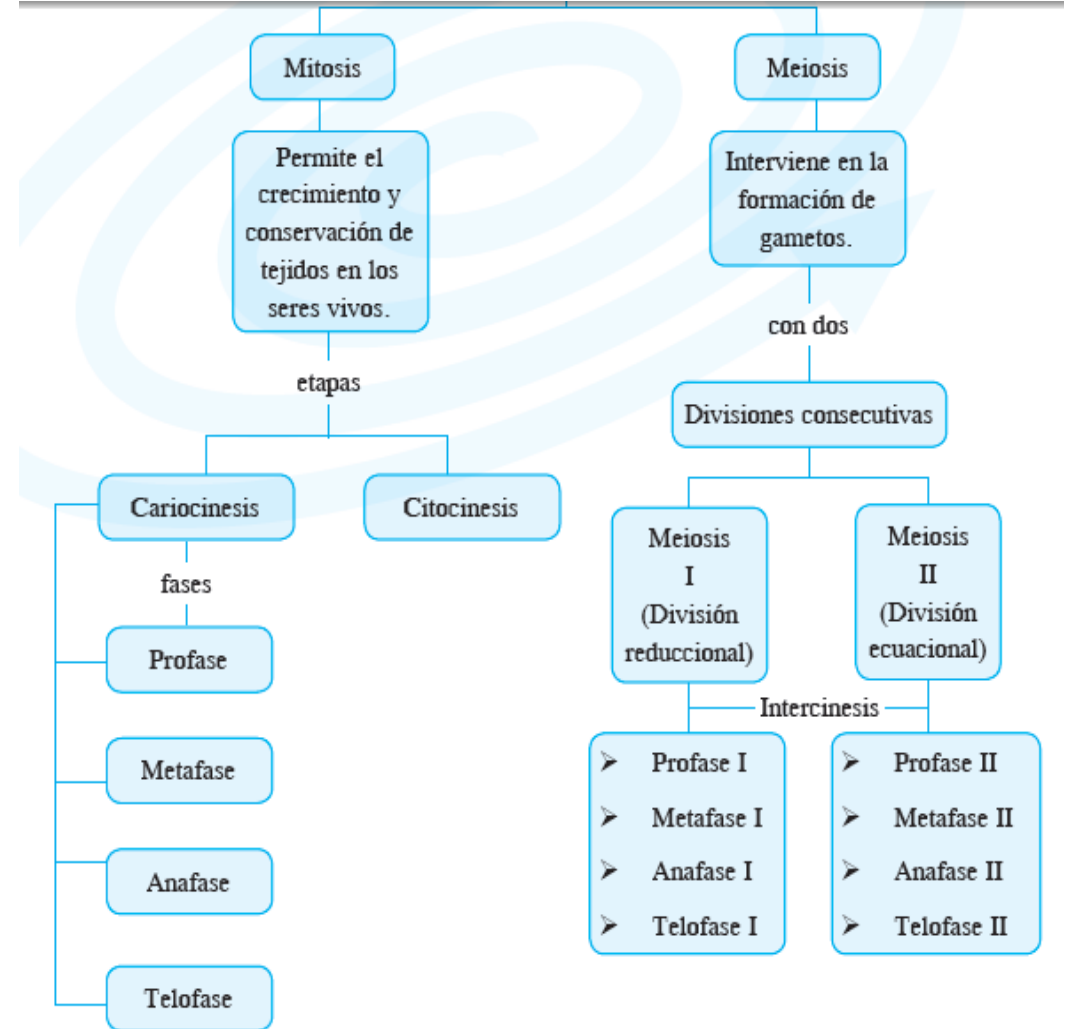 Mitosis
Permite el
crecimiento y
conservación de
tejidos en los
seres vivos.
etapas
Cariocinesis
Citocinesis
fases
Profase
Metafase
Anafase
Telofase
Meiosis
Interviene en la
formación de
gametos.
con dos
Divisiones consecutivas
Meiosis
I
(División
reduccional)
Meiosis
II
(División
ecuacional)
Intercinesis
➢ Profase I
➢ Metafase I
➢ Anafase I
➢ Telofase I
➢ Profase II
➢ Metafase II
➢ Anafase II
➢ Telofase II